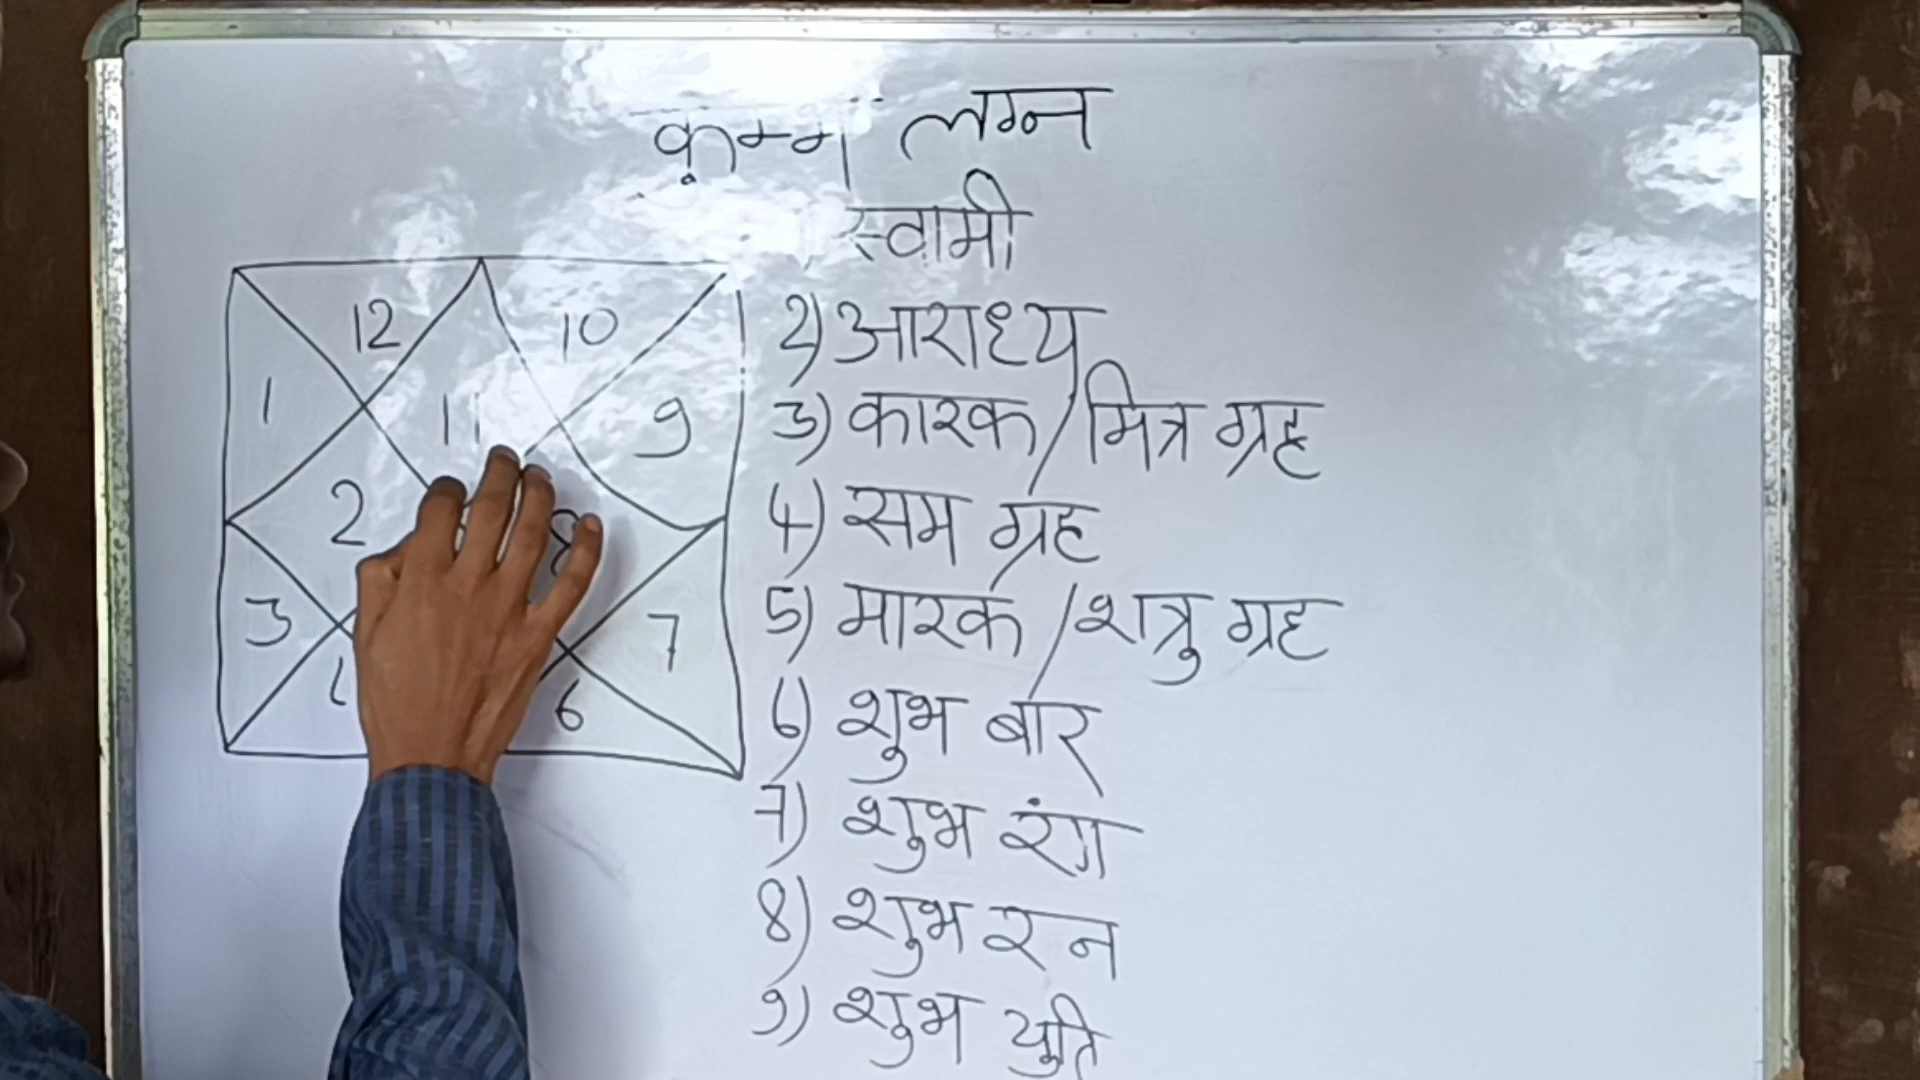 कुम्भ लग्न
स्वामी
12
10
1
11
9
2
8
3
7
6
2) आराध्य
3) कारक / मित्र ग्रह
4) सम ग्रह
5) मारक / शत्रु ग्रह
6) शुभ बार
7) शुभ रंग
8) शुभ रत्न
9) शुभ युति